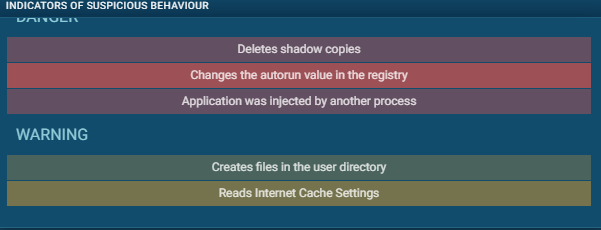 INDICATORS OF SUSPICIOUS BEHAVIOUR
DANGER
Deletes shadow copies
Changes the autorun value in the registry
Application was injected by another process
WARNING
Creates files in the user directory
Reads Internet Cache Settings